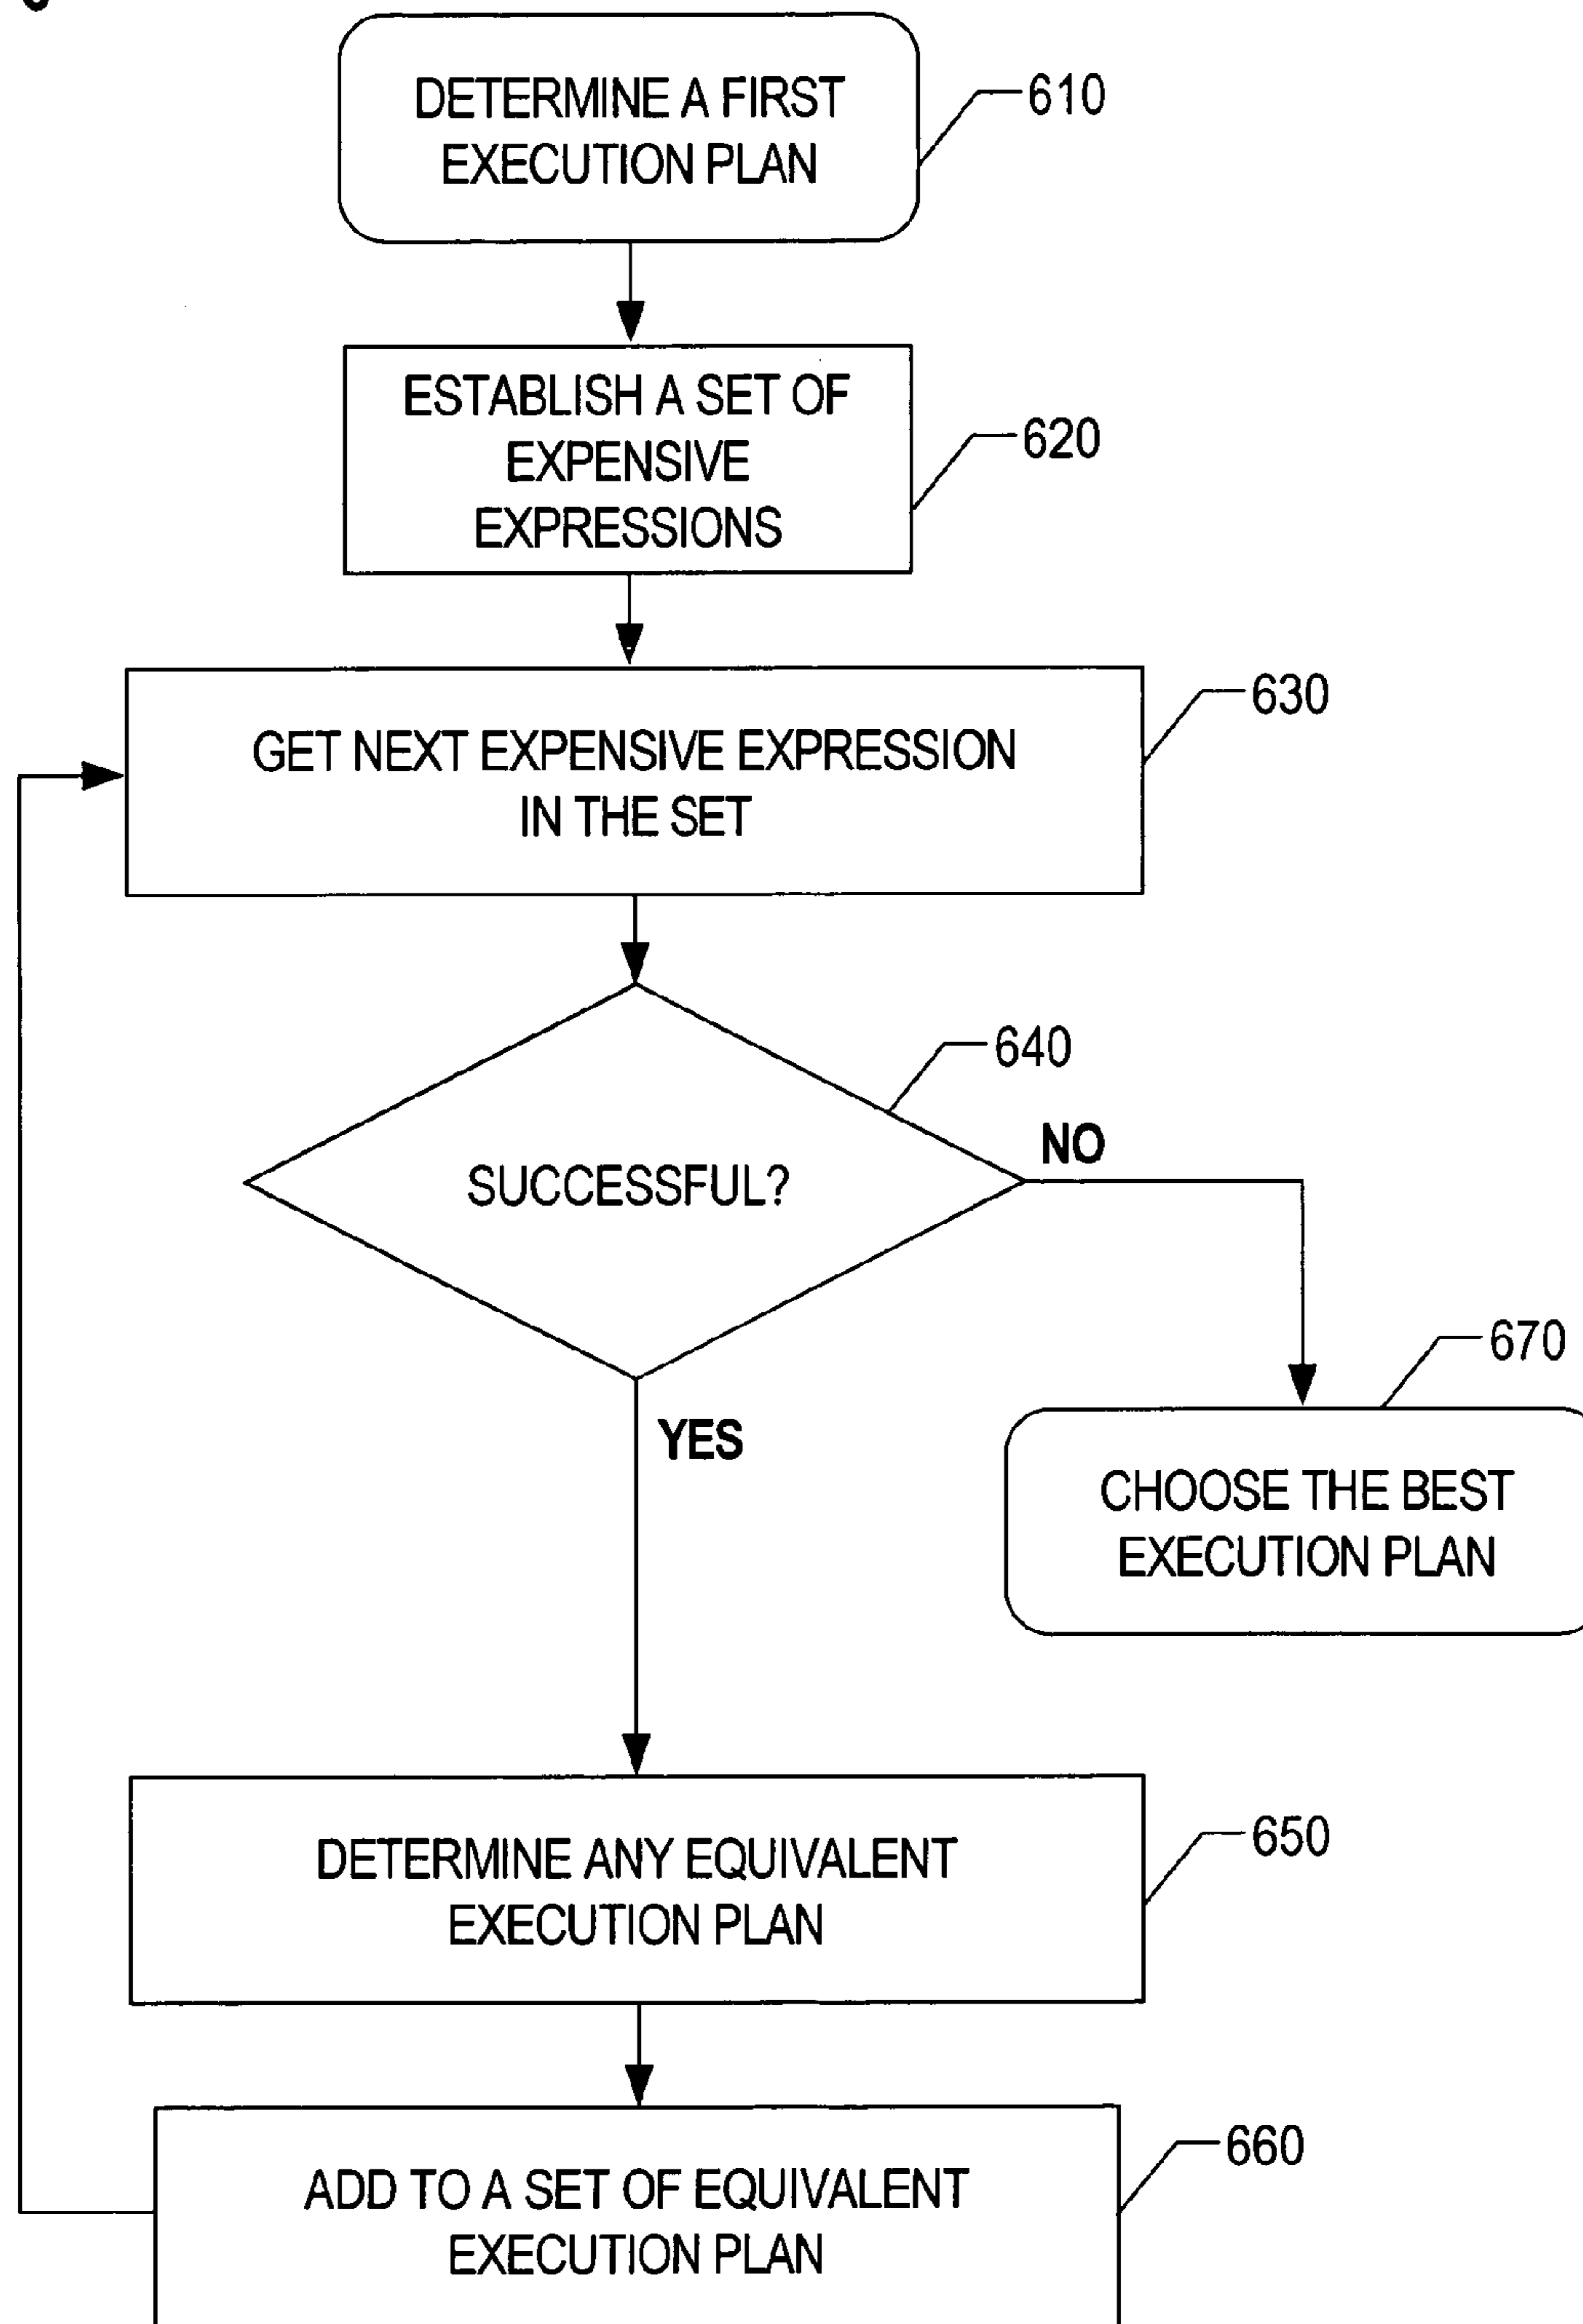 DETERMINE A FIRST
EXECUTION PLAN
610
ESTABLISH A SET OF
EXPENSIVE
EXPRESSIONS
620
GET NEXT EXPENSIVE EXPRESSION
IN THE SET
630
SUCCESSFUL?
640
NO
YES
CHOOSE THE BEST
EXECUTION PLAN
670
DETERMINE ANY EQUIVALENT
EXECUTION PLAN
650
ADD TO A SET OF EQUIVALENT
EXECUTION PLAN
660